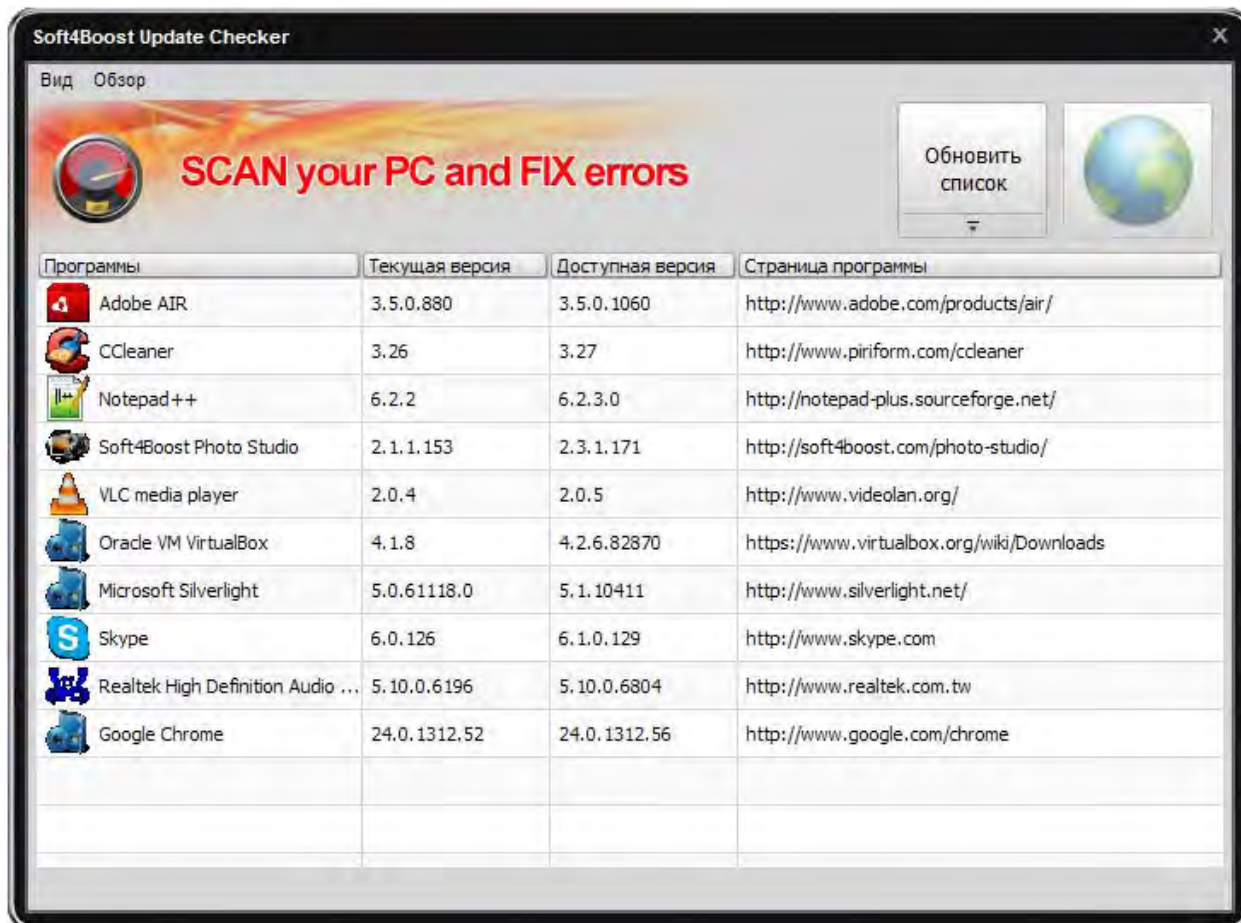 Soft4Boost Update Checker
Вид Обзор
SCAN your PC and FIX errors
Обновить
список
Программы Текущая версия Доступная версия Страница программы
Adobe AIR 3.5.0.880 3.5.0.1060 http://www.adobe.com/products/air/
CCleaner 3.26 3.27 http://www.piriform.com/ccleaner
Notepad++ 6.2.2 6.2.3.0 http://notepad-plus.sourceforge.net/
Soft4Boost Photo Studio 2.1.1.153 2.3.1.171 http://soft4boost.com/photo-studio/
VLC media player 2.0.4 2.0.5 http://www.videolan.org/
Oracle VM VirtualBox 4.1.8 4.2.6.82870 https://www.virtualbox.org/wiki/Downloads
Microsoft Silverlight 5.0.61118.0 5.1.10411 http://www.silverlight.net/
Skype 6.0.126 6.1.0.129 http://www.skype.com
Realtek High Definition Audio ... 5.10.0.6196 5.10.0.6804 http://www.realtek.com.tw
Google Chrome 24.0.1312.52 24.0.1312.56 http://www.google.com/chrome